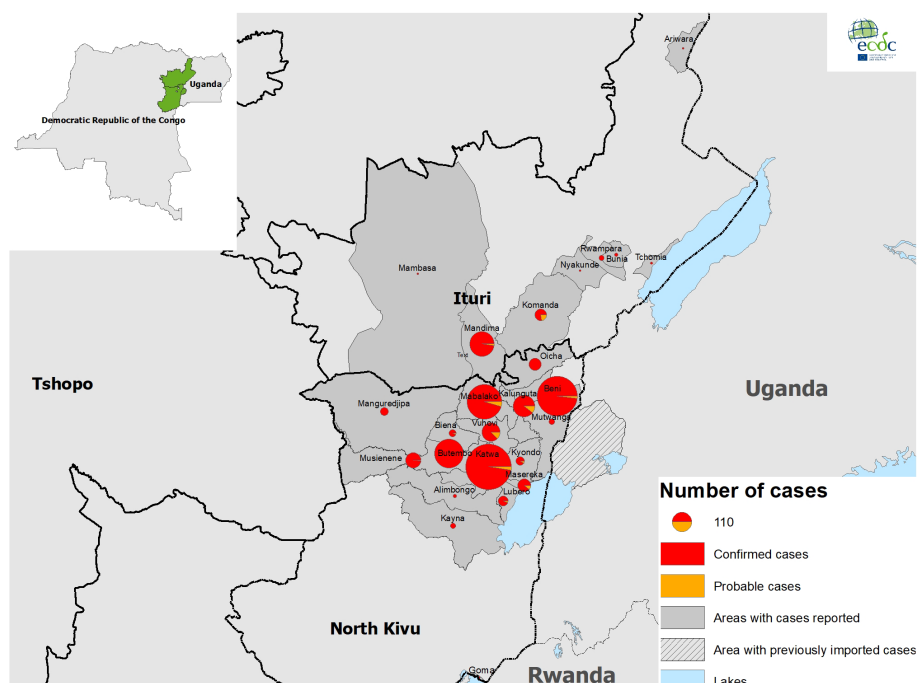 Uganda
Democratic Republic of the Congo
ecdc
Ariwara
Rwampara
Bunia
Tchomia
Nyakunde
Mambasa
Ituri
Komanda
Mandima
Oicha
Tshopo
Uganda
Beni
Mabalako
Kalunguta
Manguredjipa
Mutwanga
Vuhovi
Biena
Butembo
Katwa
Kyondo
Musienene
Masereka
Alimbongo
Lubero
Kayna
North Kivu
Goma
Rwanda
Number of cases
110
Confirmed cases
Probable cases
Areas with cases reported
Area with previously imported cases
Lakes